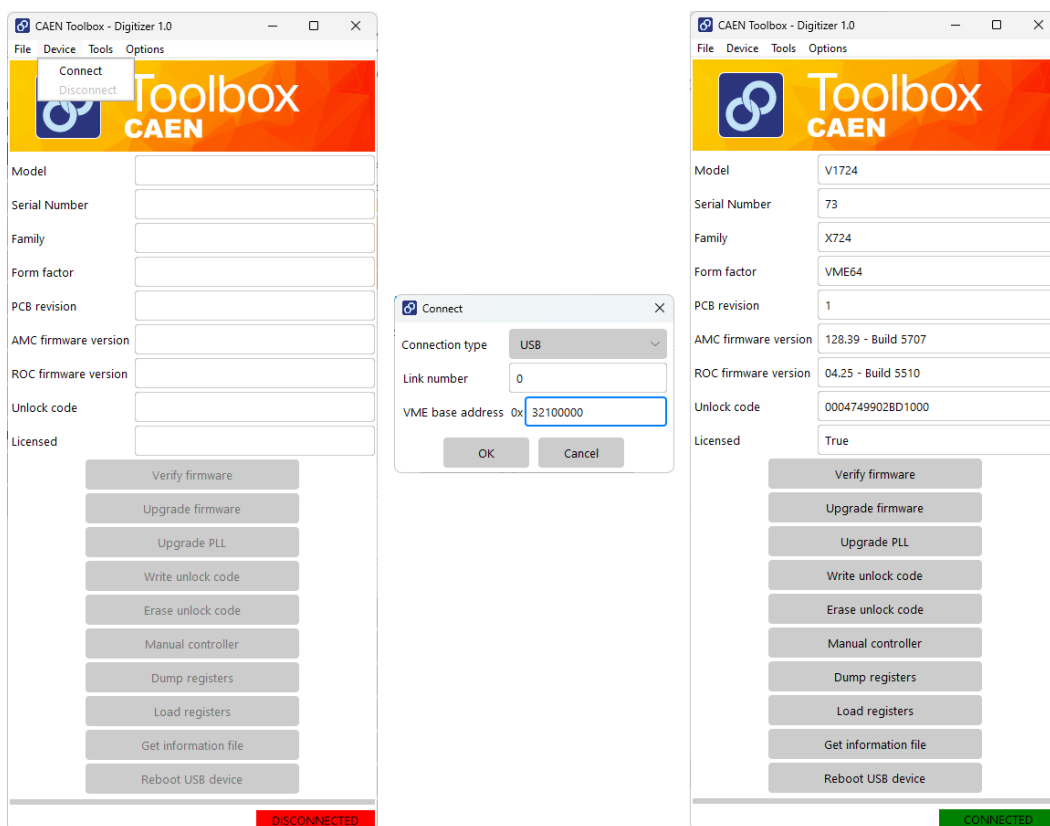 CAEN Toolbox - Digitizer 1.0
File Device Tools Options
Connect
Disconnect
Toolbox
CAEN
Model
Serial Number
Family
Form factor
PCB revision
AMC firmware version
ROC firmware version
Unlock code
Licensed
Verify firmware
Upgrade firmware
Upgrade PLL
Write unlock code
Erase unlock code
Manual controller
Dump registers
Load registers
Get information file
Reboot USB device
DISCONNECTED
Connect
Connection type USB
Link number 0
VME base address 0x 32100000
OK Cancel
CAEN Toolbox - Digitizer 1.0
File Device Tools Options
Toolbox
CAEN
Model V1724
Serial Number 73
Family X724
Form factor VME64
PCB revision 1
AMC firmware version 128.39 - Build 5707
ROC firmware version 04.25 - Build 5510
Unlock code 0004749902BD1000
Licensed True
Verify firmware
Upgrade firmware
Upgrade PLL
Write unlock code
Erase unlock code
Manual controller
Dump registers
Load registers
Get information file
Reboot USB device
CONNECTED